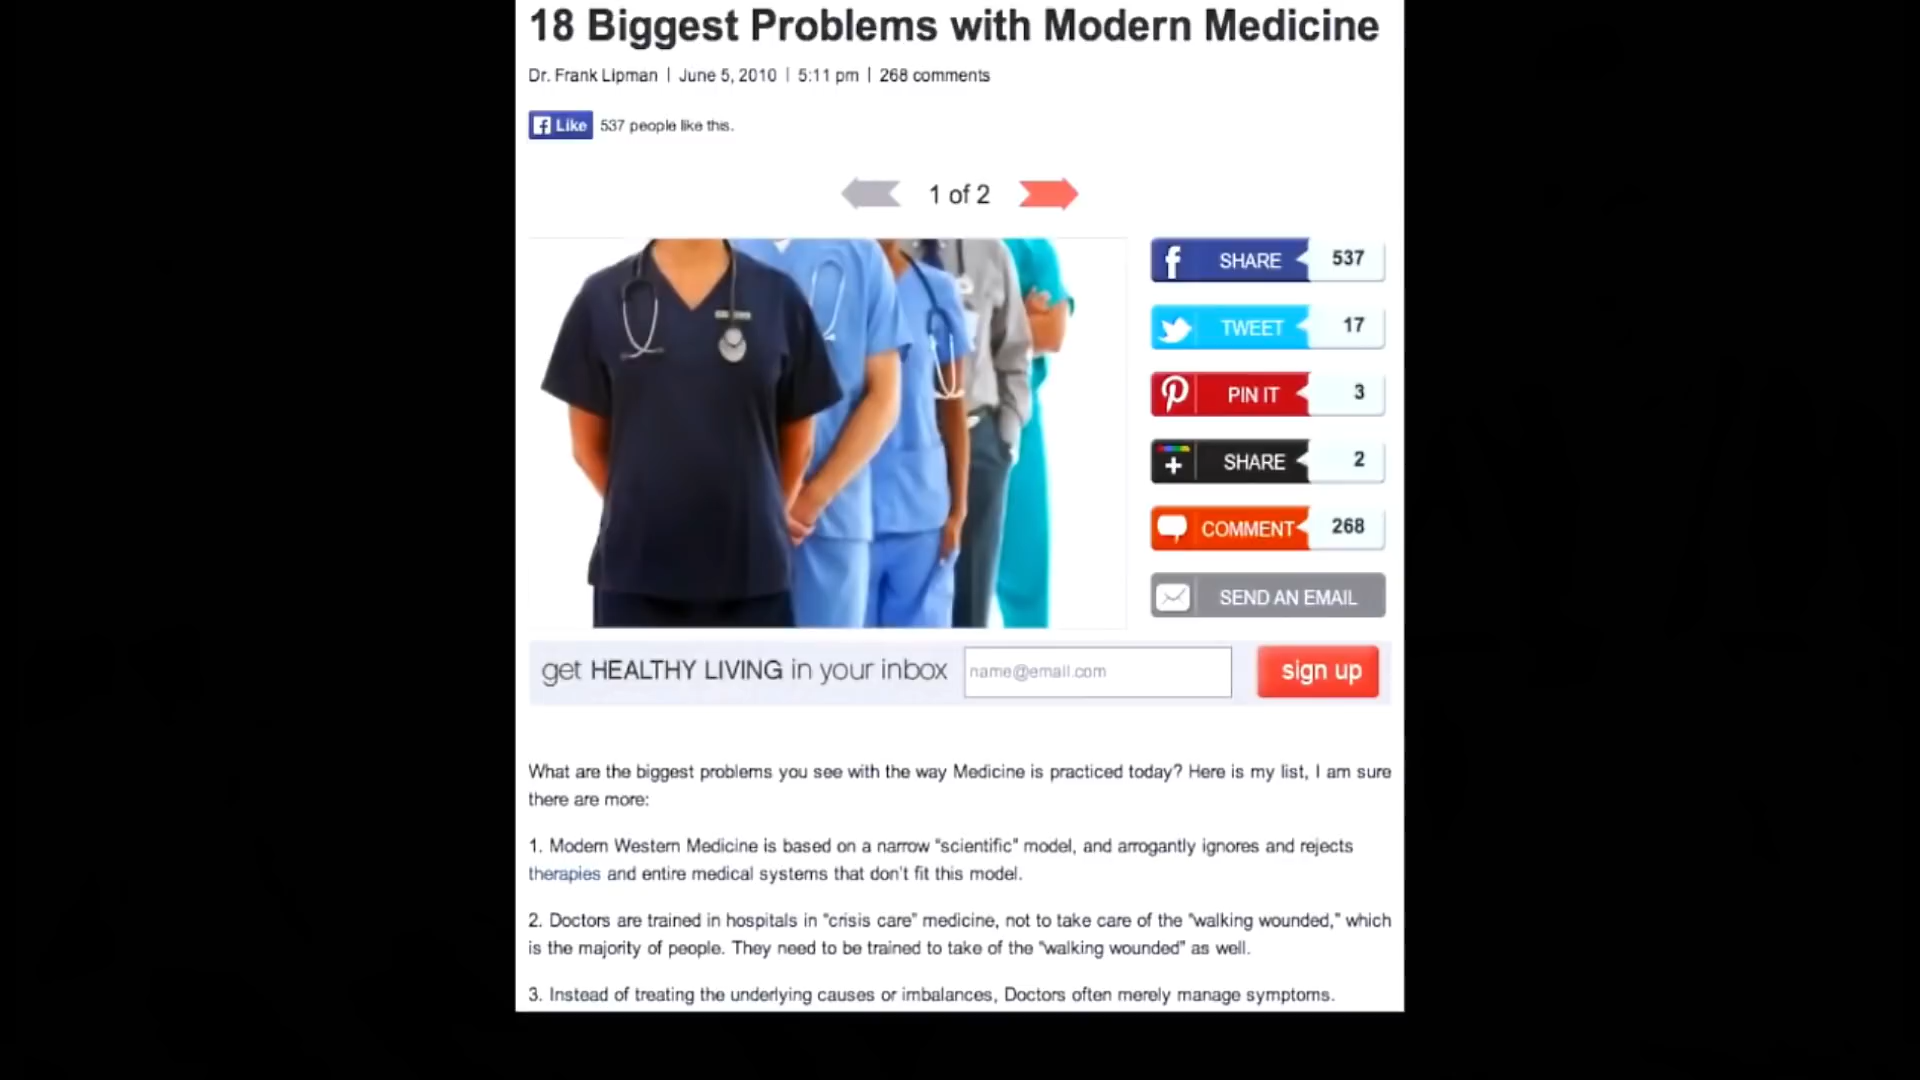 18 Biggest Problems with Modern Medicine
Dr. Frank Lipman | June 5, 2010 | 5:11 pm | 268 comments
f Like 537 people like this.
1 of 2
f SHARE 537
TWEET 17
PIN IT 3
+ SHARE 2
COMMENT 268
SEND AN EMAIL
get HEALTHY LIVING in your inbox name@email.com sign up
What are the biggest problems you see with the way Medicine is practiced today? Here is my list, I am sure
there are more:
1. Modern Western Medicine is based on a narrow "scientific" model, and arrogantly ignores and rejects
therapies and entire medical systems that don't fit this model.
2. Doctors are trained in hospitals in "crisis care" medicine, not to take care of the "walking wounded," which
is the majority of people. They need to be trained to take of the "walking wounded" as well.
3. Instead of treating the underlying causes or imbalances, Doctors often merely manage symptoms.